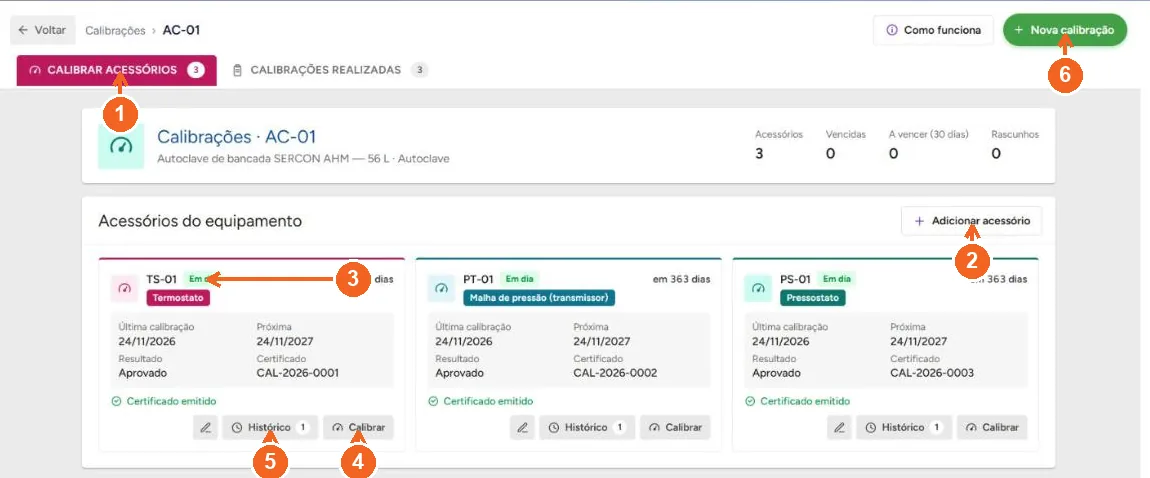 Voltar Calibrações › AC-01 Como funciona + Nova calibração
CALIBRAR ACESSÓRIOS 3 CALIBRAÇÕES REALIZADAS 3
6
1
Calibrações · AC-01
Autoclave de bancada SERCON AHM — 56 L · Autoclave
Acessórios Vencidas A vencer (30 dias) Rascunhos
3 0 0 0
Acessórios do equipamento + Adicionar acessório
2
TS-01 Em 3 dias
Termostato
Última calibração Próxima
24/11/2026 24/11/2027
Resultado Certificado
Aprovado CAL-2026-0001
Certificado emitido
Histórico 1 Calibrar
5 4
PT-01 Em dia em 363 dias
Malha de pressão (transmissor)
Última calibração Próxima
24/11/2026 24/11/2027
Resultado Certificado
Aprovado CAL-2026-0002
Certificado emitido
Histórico 1 Calibrar
PS-01 Em dia 363 dias
Pressostato
Última calibração Próxima
24/11/2026 24/11/2027
Resultado Certificado
Aprovado CAL-2026-0003
Certificado emitido
Histórico 1 Calibrar